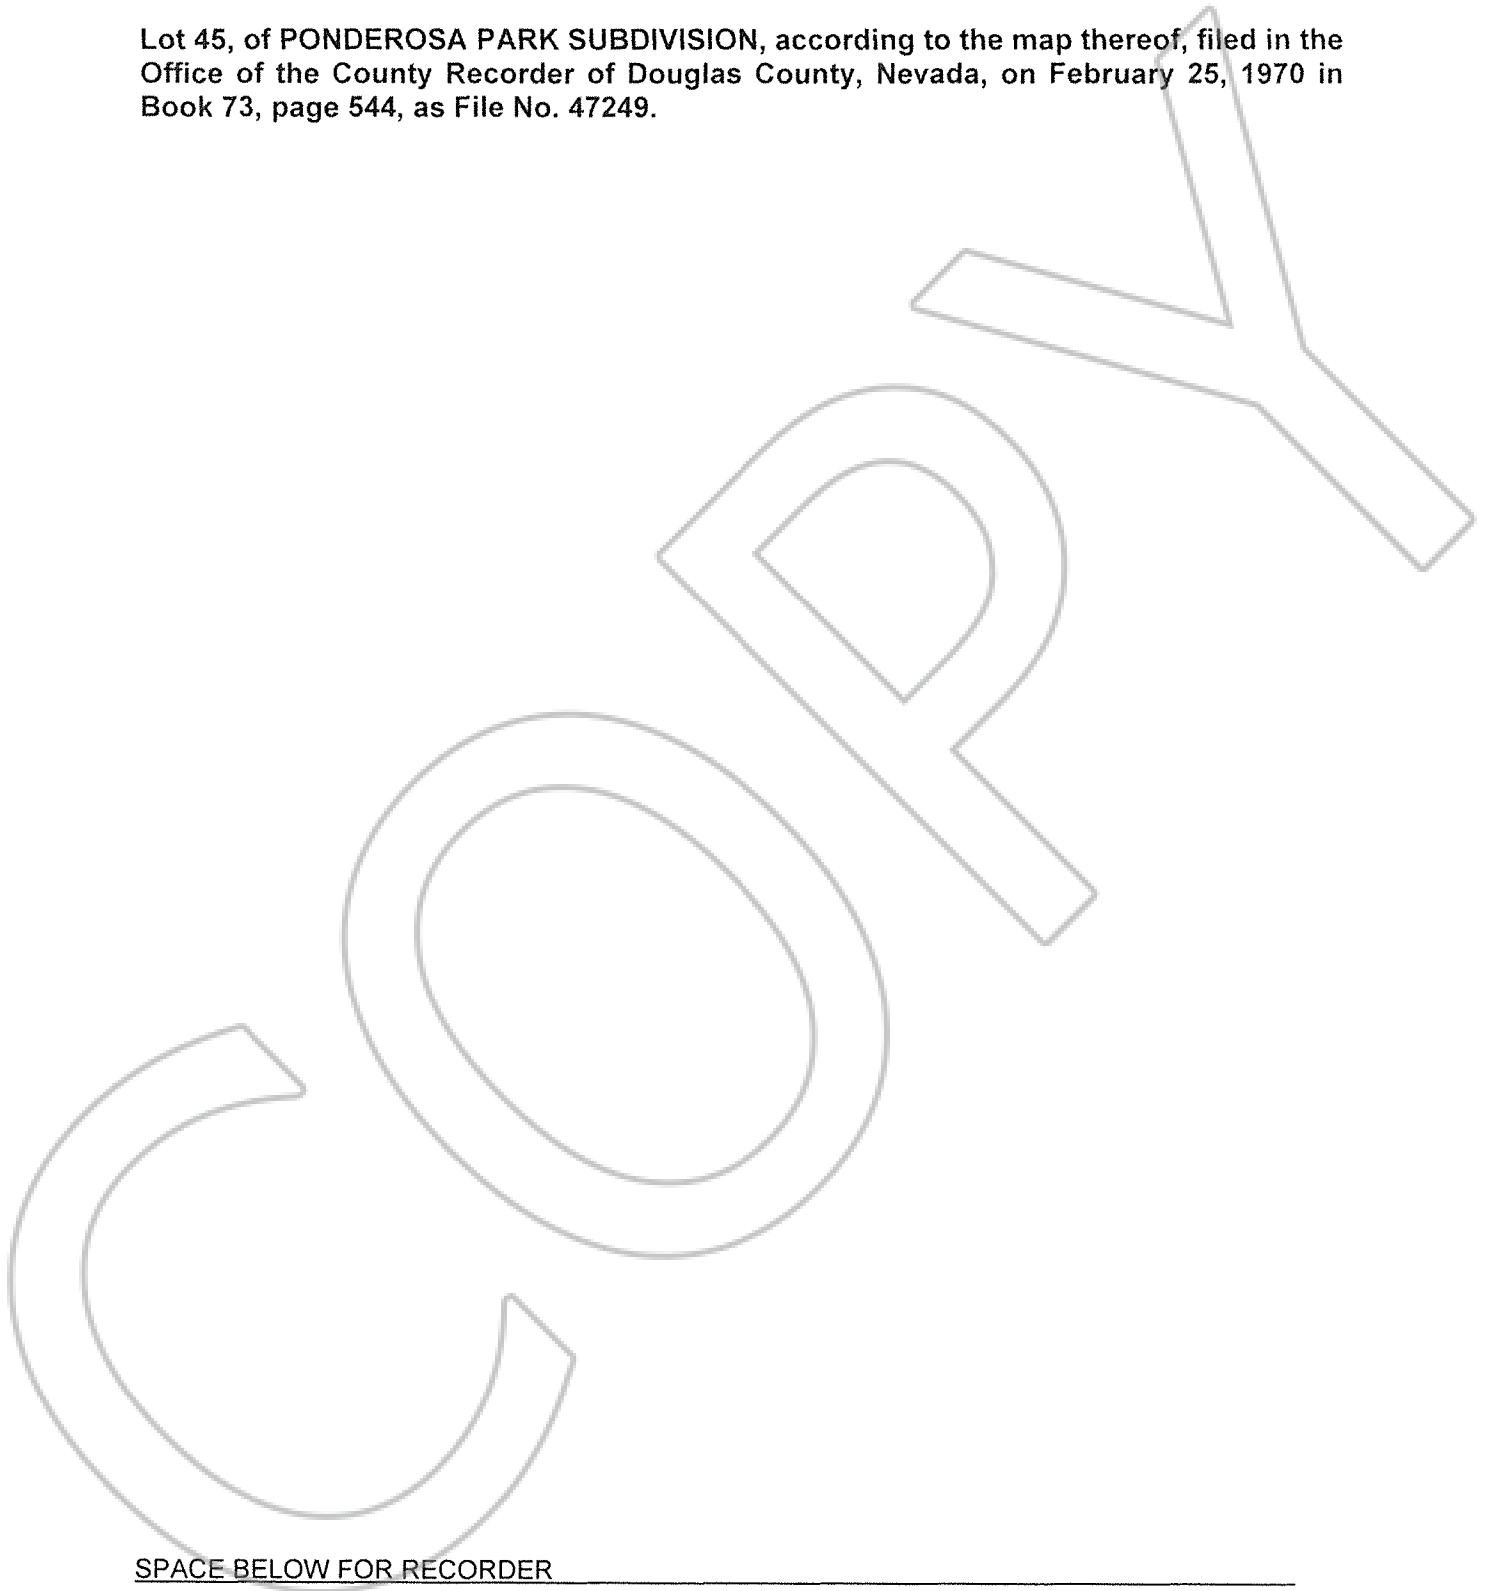 Lot 45, of PONDEROSA PARK SUBDIVISION, according to the map thereof, filed in the
Office of the County Recorder of Douglas County, Nevada, on February 25, 1970 in
Book 73, page 544, as File No. 47249.
COPY
SPACE BELOW FOR RECORDER